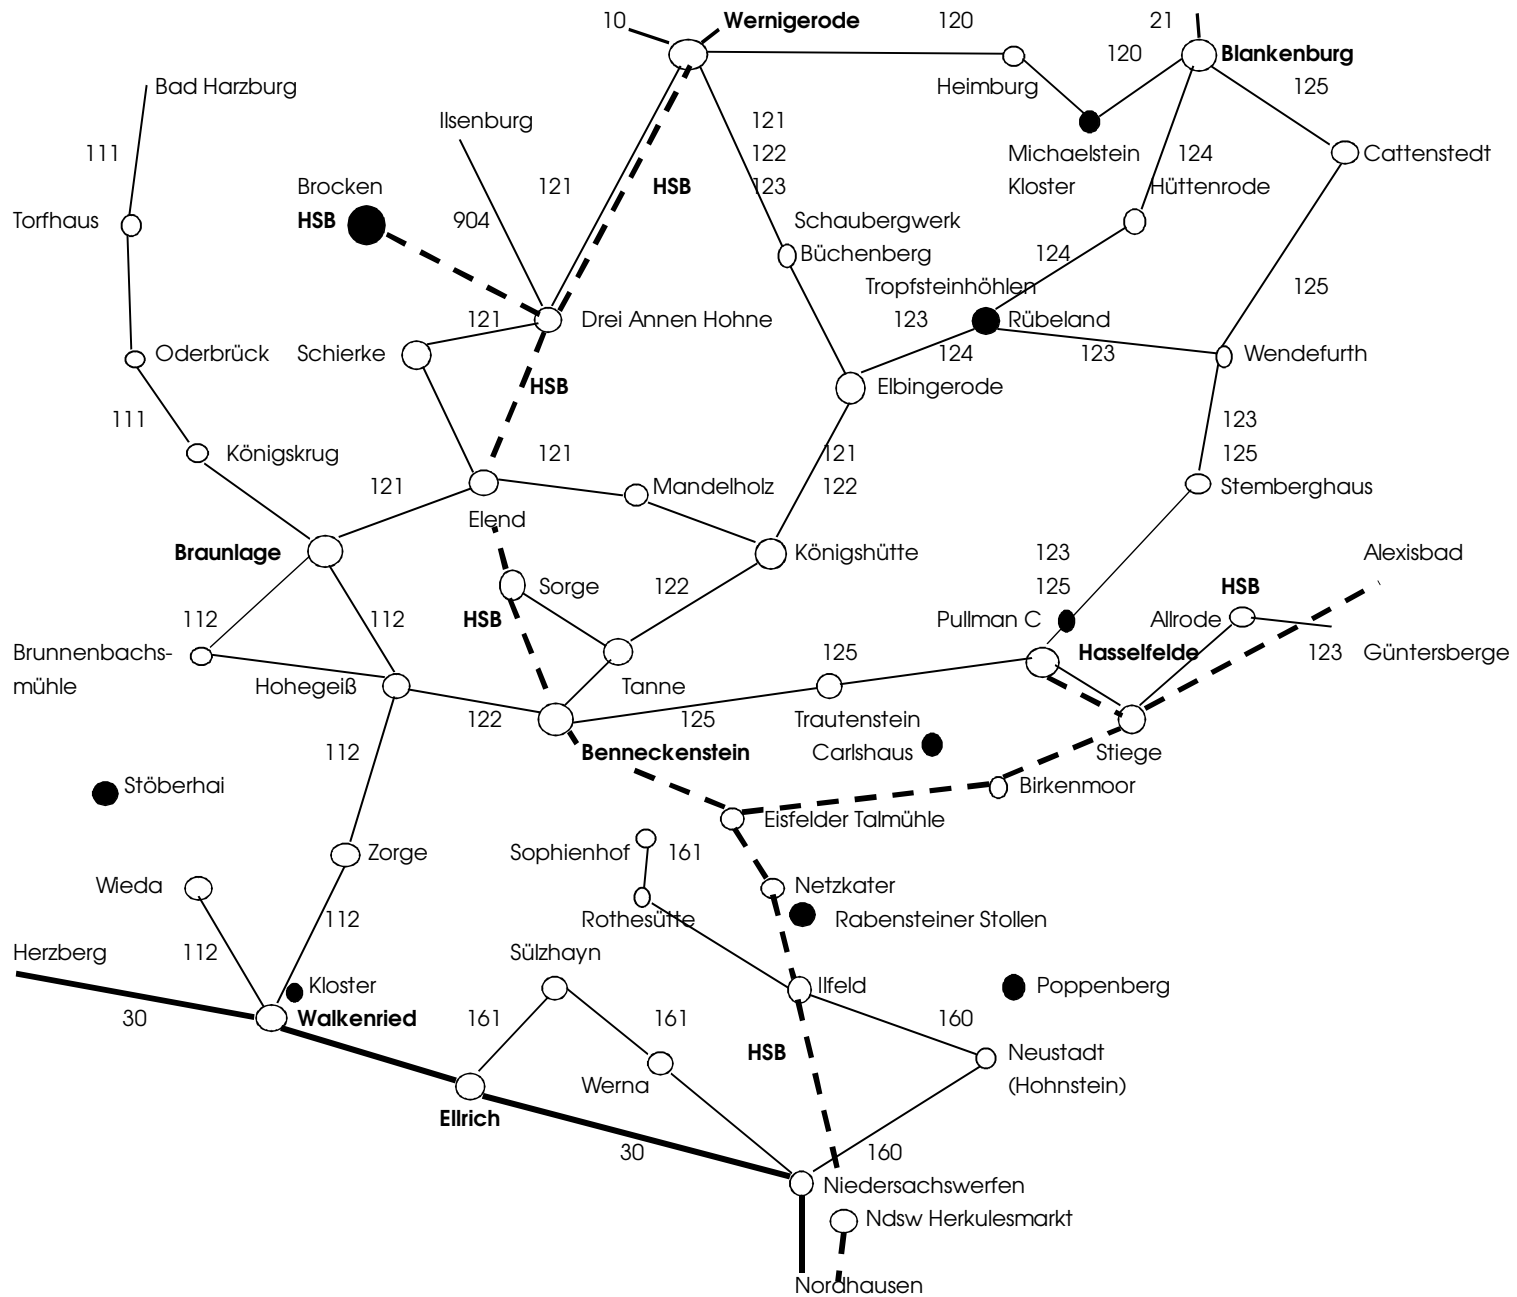 10 Wernigerode 120 21
120 Blankenburg
Bad Harzburg Heimburg 125
Ilsenburg 121
111 122 Michaelstein 124 Cattenstedt
Brocken 121 HSB 123 Kloster Hüttenrode
Torfhaus HSB 904 Schaubergwerk
Büchenberg 124
Tropfsteinhöhlen 125
121 Drei Annen Hohne 123 Rübeland
Oderbrück Schierke 124 123 Wendefurth
HSB Elbingerode
111 123
Königskrug 121 121 125
121 Mandelholz 122 Stemberghaus
Elend
Braunlage Königshütte 123 Alexisbad
Sorge 122 125 HSB
112 112 HSB Pullman C Allrode
Brunnenbachs- 125 Hasselfelde 123 Güntersberge
mühle Hohegeiß Tanne
122 125 Trautenstein
112 Benneckenstein Carlshaus Stiege
Stöberhai Birkenmoor
Eisfelder Talmühle
Zorge Sophienhof 161
Wieda Netzkater
112 Rothesütte Rabensteiner Stollen
Herzberg 112 Sülzhayn
Kloster Ilfeld Poppenberg
30 Walkenried 161 161 160
HSB Neustadt
Werna (Hohnstein)
Ellrich
30 160
Niedersachswerfen
Ndsw Herkulesmarkt
Nordhausen